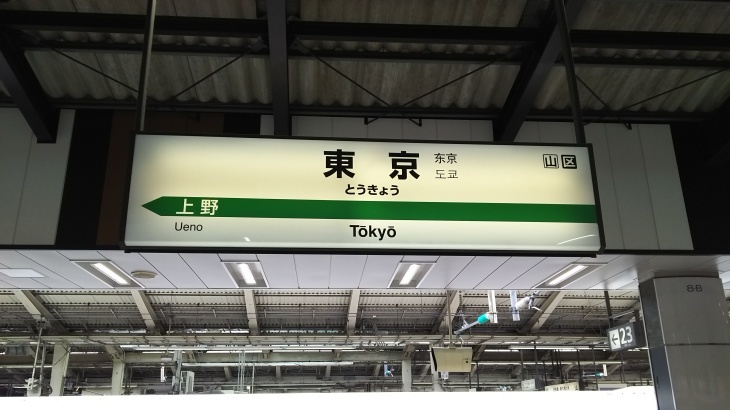 東京
东京
도쿄
とうきょう
山 区
上野
Ueno
Tōkyō
23